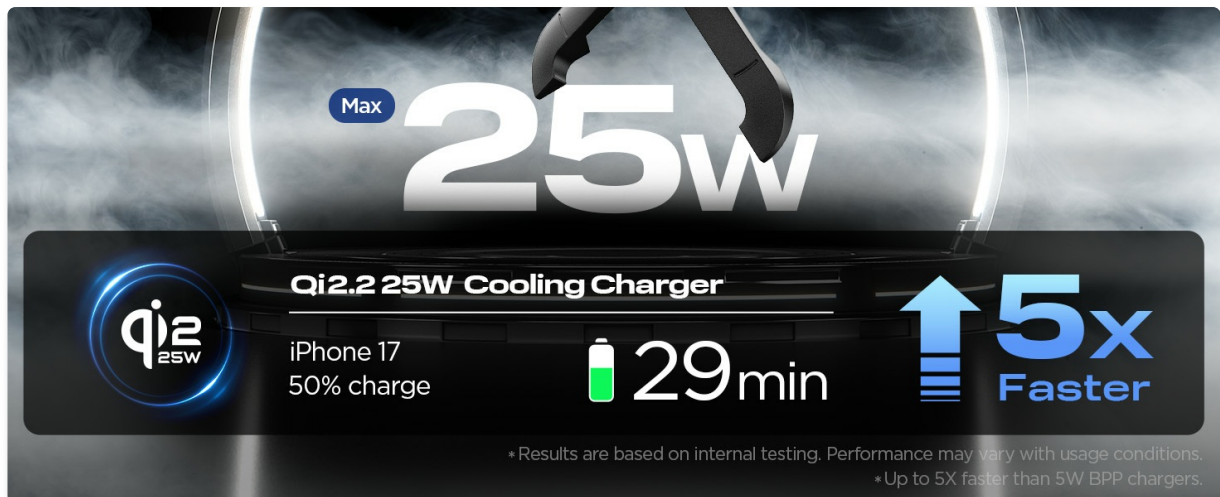 Max
25W
Qi2.2 25W Cooling Charger
qi2
25W
iPhone 17
50% charge
29min
5x
Faster
*Results are based on internal testing. Performance may vary with usage conditions.
*Up to 5X faster than 5W BPP chargers.